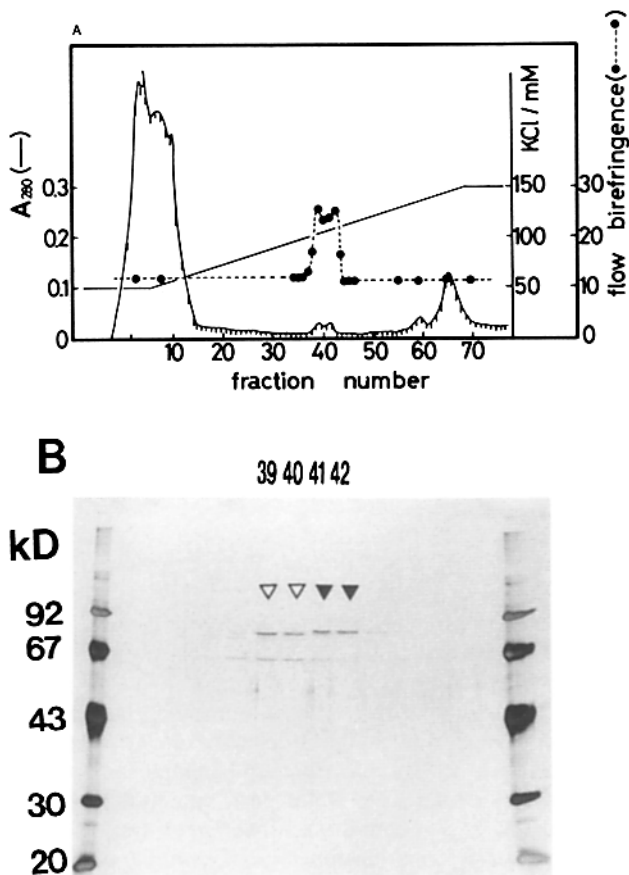 A
A280 (—)
0.3
0.2
0.1
0
KCl / mM
150
100
50
flow birefringence(●-----●)
30
20
10
0
10 20 30 40 50 60 70
fraction number
B
39 40 41 42
kD
92
67
43
30
20